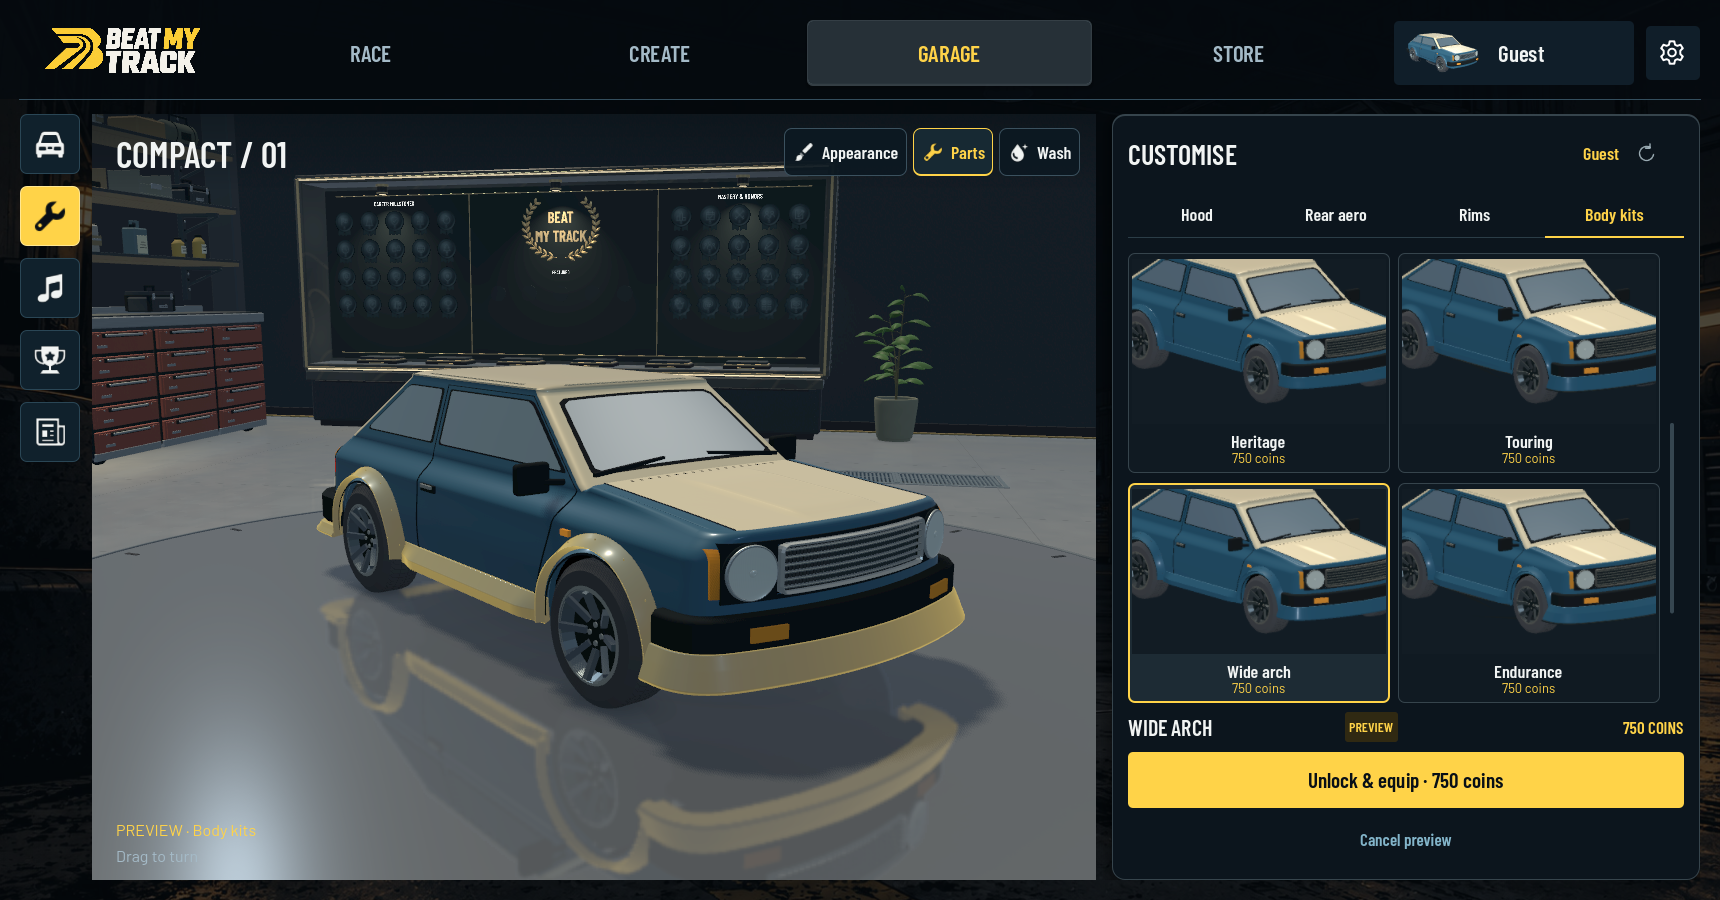 BEAT MY
TRACK
RACE
CREATE
GARAGE
STORE
Guest
COMPACT / 01
Appearance
Parts
Wash
MASTERY & HONORS
BEAT
MY TRACK
CUSTOMISE
Guest
Hood
Rear aero
Rims
Body kits
Heritage
750 coins
Touring
750 coins
Wide arch
750 coins
Endurance
750 coins
WIDE ARCH
PREVIEW
750 COINS
Unlock & equip · 750 coins
Cancel preview
PREVIEW · Body kits
Drag to turn